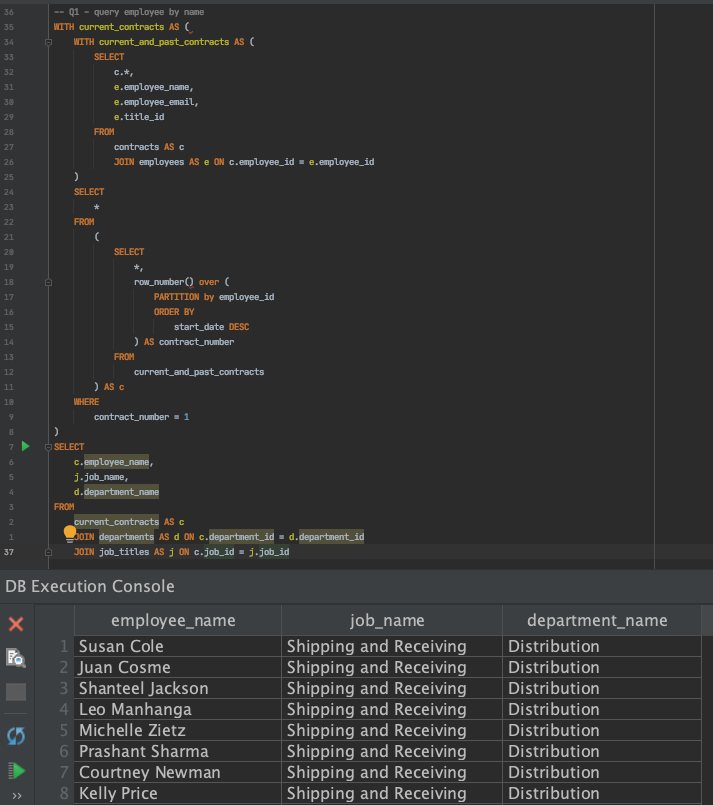 36 -- Q1 - query employee by name
35 WITH current_contracts AS (
34 WITH current_and_past_contracts AS (
33 SELECT
32 c.*,
31 e.employee_name,
30 e.employee_email,
29 e.title_id
28 FROM
27 contracts AS c
26 JOIN employees AS e ON c.employee_id = e.employee_id
25 )
24 SELECT
23 *
22 FROM
21 (
20 SELECT
19 *,
18 row_number() over (
17 PARTITION by employee_id
16 ORDER BY
15 start_date DESC
14 ) AS contract_number
13 FROM
12 current_and_past_contracts
11 ) AS c
10 WHERE
9 contract_number = 1
8 )
7 SELECT
6 c.employee_name,
5 j.job_name,
4 d.department_name
3 FROM
2 current_contracts AS c
1 JOIN departments AS d ON c.department_id = d.department_id
37 JOIN job_titles AS j ON c.job_id = j.job_id
DB Execution Console
employee_name job_name department_name
1 Susan Cole Shipping and Receiving Distribution
2 Juan Cosme Shipping and Receiving Distribution
3 Shanteel Jackson Shipping and Receiving Distribution
4 Leo Manhanga Shipping and Receiving Distribution
5 Michelle Zietz Shipping and Receiving Distribution
6 Prashant Sharma Shipping and Receiving Distribution
7 Courtney Newman Shipping and Receiving Distribution
8 Kelly Price Shipping and Receiving Distribution